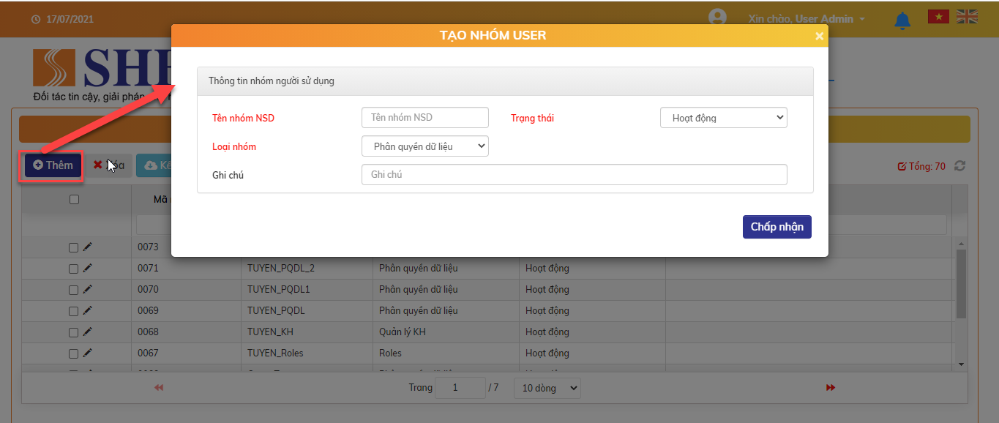 17/07/2021
Xin chào, User Admin
TẠO NHÓM USER
×
SH
Đối tác tin cậy, giải pháp
Thông tin nhóm người sử dụng
Tên nhóm NSD Tên nhóm NSD Trạng thái Hoạt động
Loại nhóm Phân quyền dữ liệu
Ghi chú Ghi chú
Chấp nhận
Thêm
Tổng: 70
Mã
0073
0071 TUYEN_PQDL_2 Phân quyền dữ liệu Hoạt động
0070 TUYEN_PQDL1 Phân quyền dữ liệu Hoạt động
0069 TUYEN_PQDL Phân quyền dữ liệu Hoạt động
0068 TUYEN_KH Quản lý KH Hoạt động
0067 TUYEN_Roles Roles Hoạt động
Trang 1 / 7 10 dòng